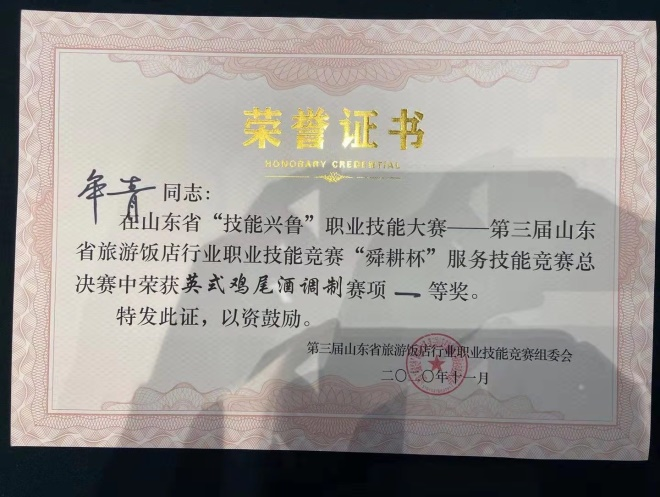 荣誉证书
HONORARY CREDENTIAL
年青同志：
在山东省“技能兴鲁”职业技能大赛——第三届山东
省旅游饭店行业职业技能竞赛“舜耕杯”服务技能竞赛总
决赛中荣获英式鸡尾酒调制赛项一等奖。
特发此证，以资鼓励。
第三届山东省旅游饭店行业职业技能竞赛组委会
二〇二〇年十一月